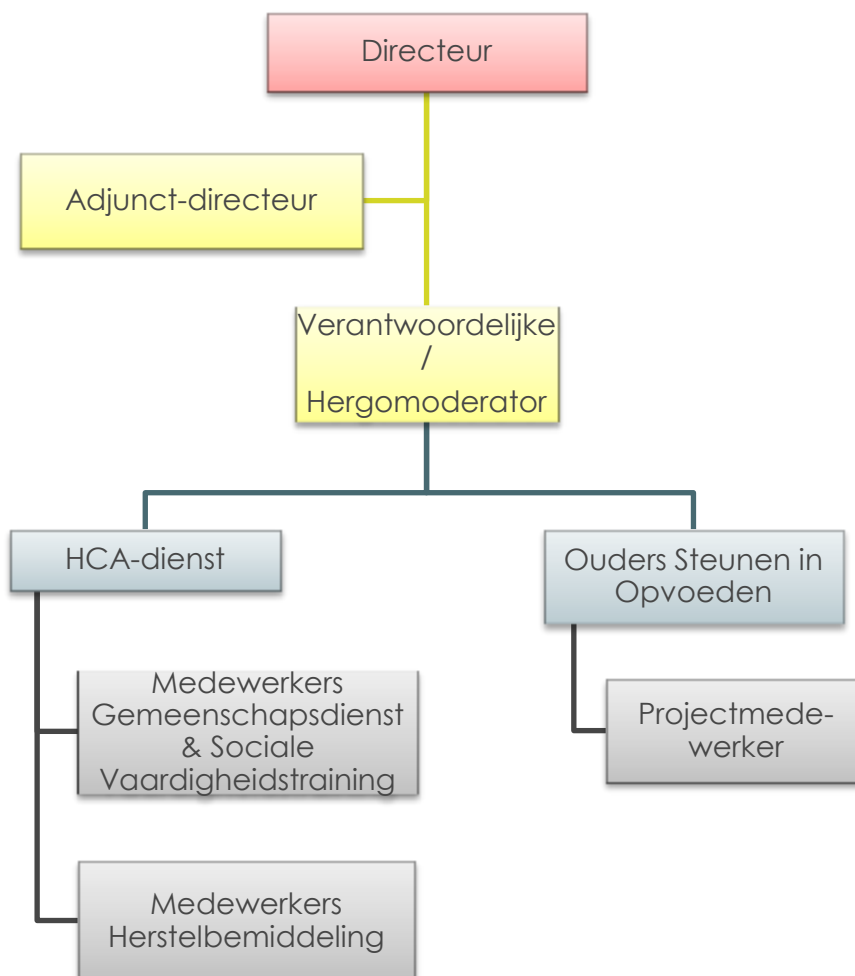 Directeur
Adjunct-directeur
Verantwoordelijke
/
Hergomoderator
HCA-dienst
Ouders Steunen in
Opvoeden
Medewerkers
Gemeenschapsdienst
& Sociale
Vaardigheidstraining
Projectmede-
werker
Medewerkers
Herstelbemiddeling